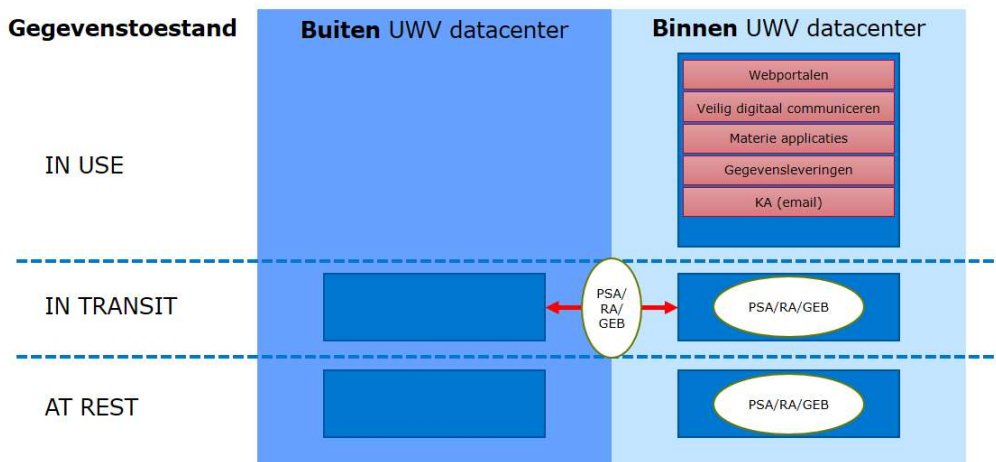 Gegevenstoestand
Buiten UWV datacenter
Binnen UWV datacenter
IN USE
Webportalen
Veilig digitaal communiceren
Materie applicaties
Gegevensleveringen
KA (email)
IN TRANSIT
PSA/
RA/
GEB
PSA/RA/GEB
AT REST
PSA/RA/GEB